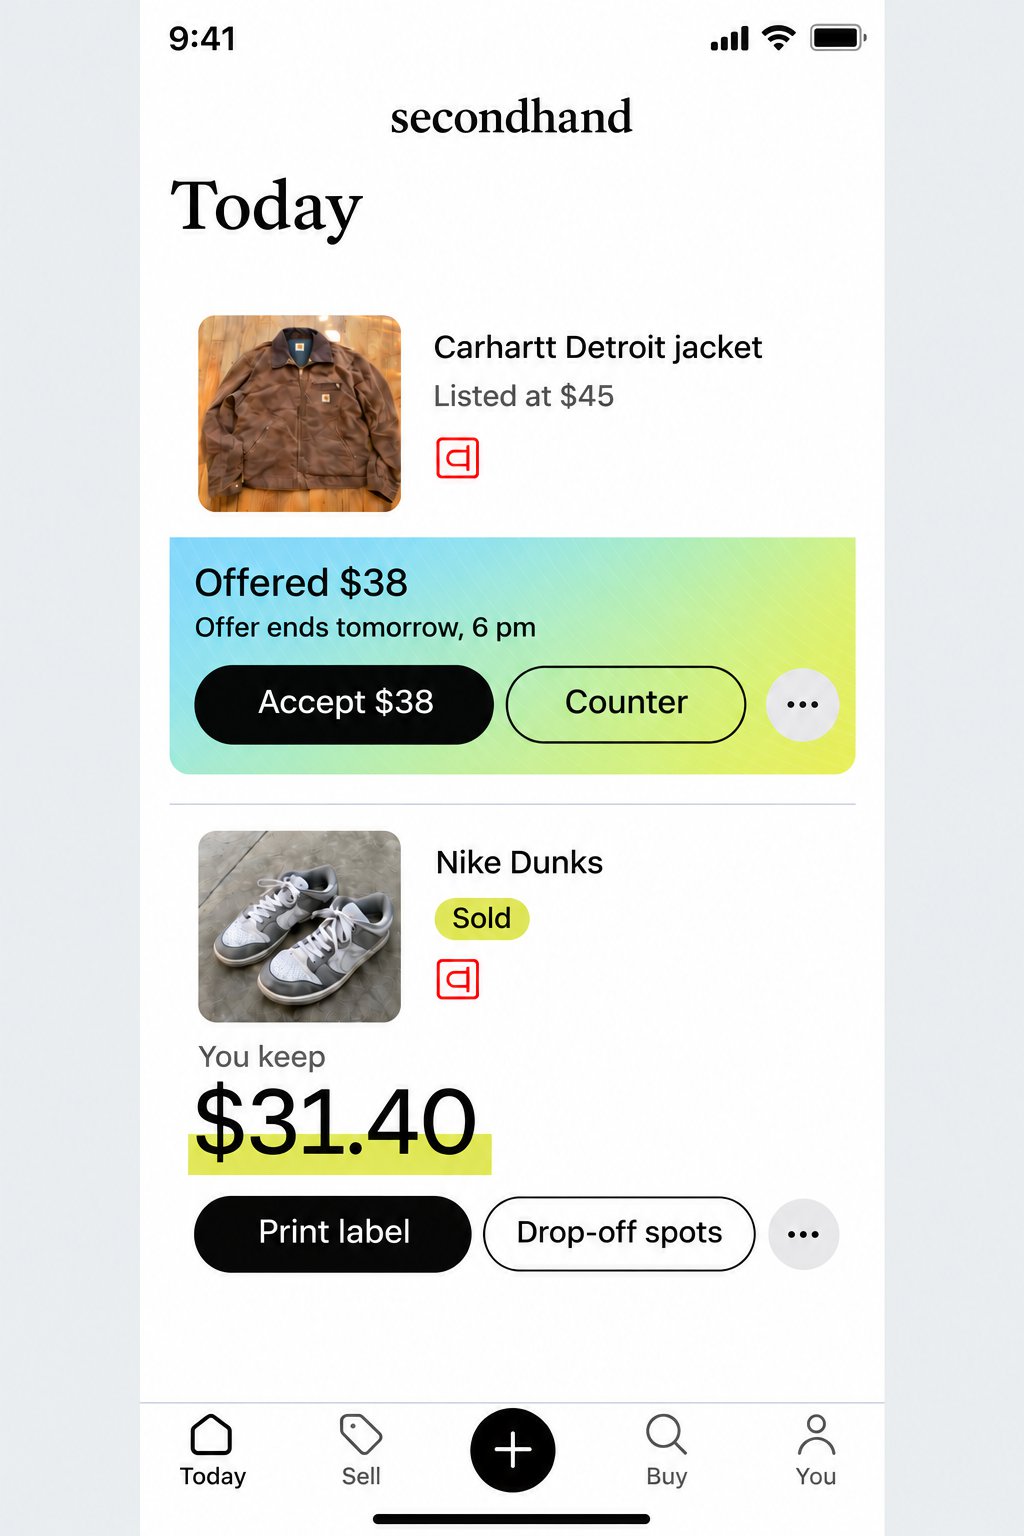 9:41
secondhand
Today
Carhartt Detroit jacket
Listed at $45
Offered $38
Offer ends tomorrow, 6 pm
Accept $38
Counter
Nike Dunks
Sold
You keep
$31.40
Print label
Drop-off spots
Today
Sell
Buy
You